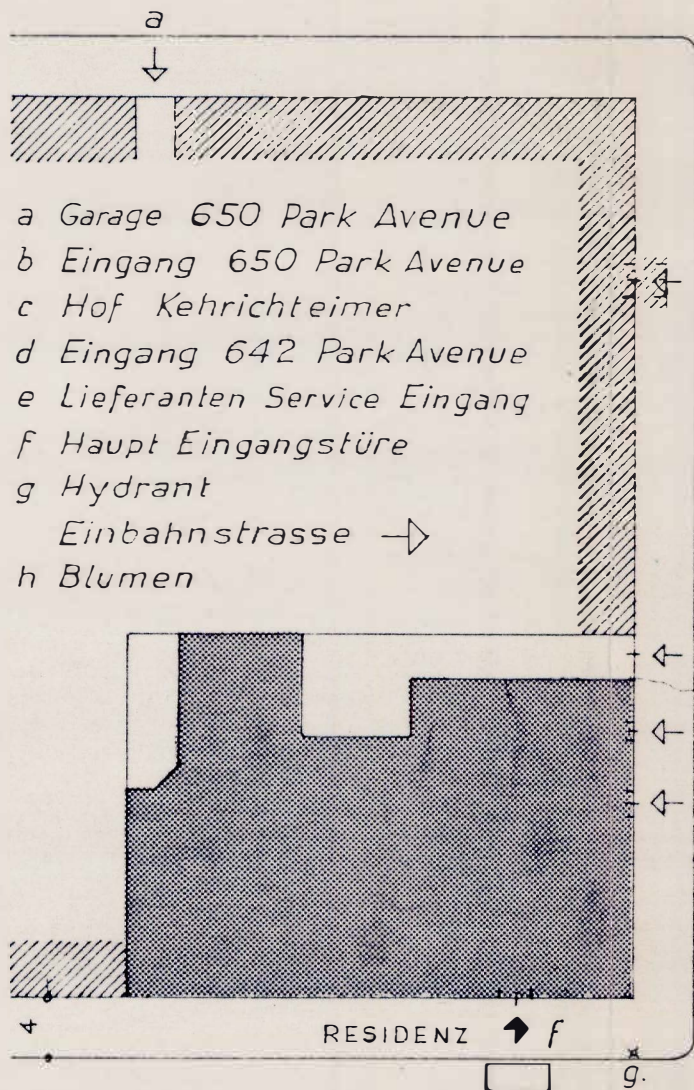 a
a Garage 650 Park Avenue
b Eingang 650 Park Avenue
c Hof Kehrichteimer
d Eingang 642 Park Avenue
e Lieferanten Service Eingang
f Haupt Eingangstüre
g Hydrant
Einbahnstrasse
h Blumen
4
RESIDENZ f
g.